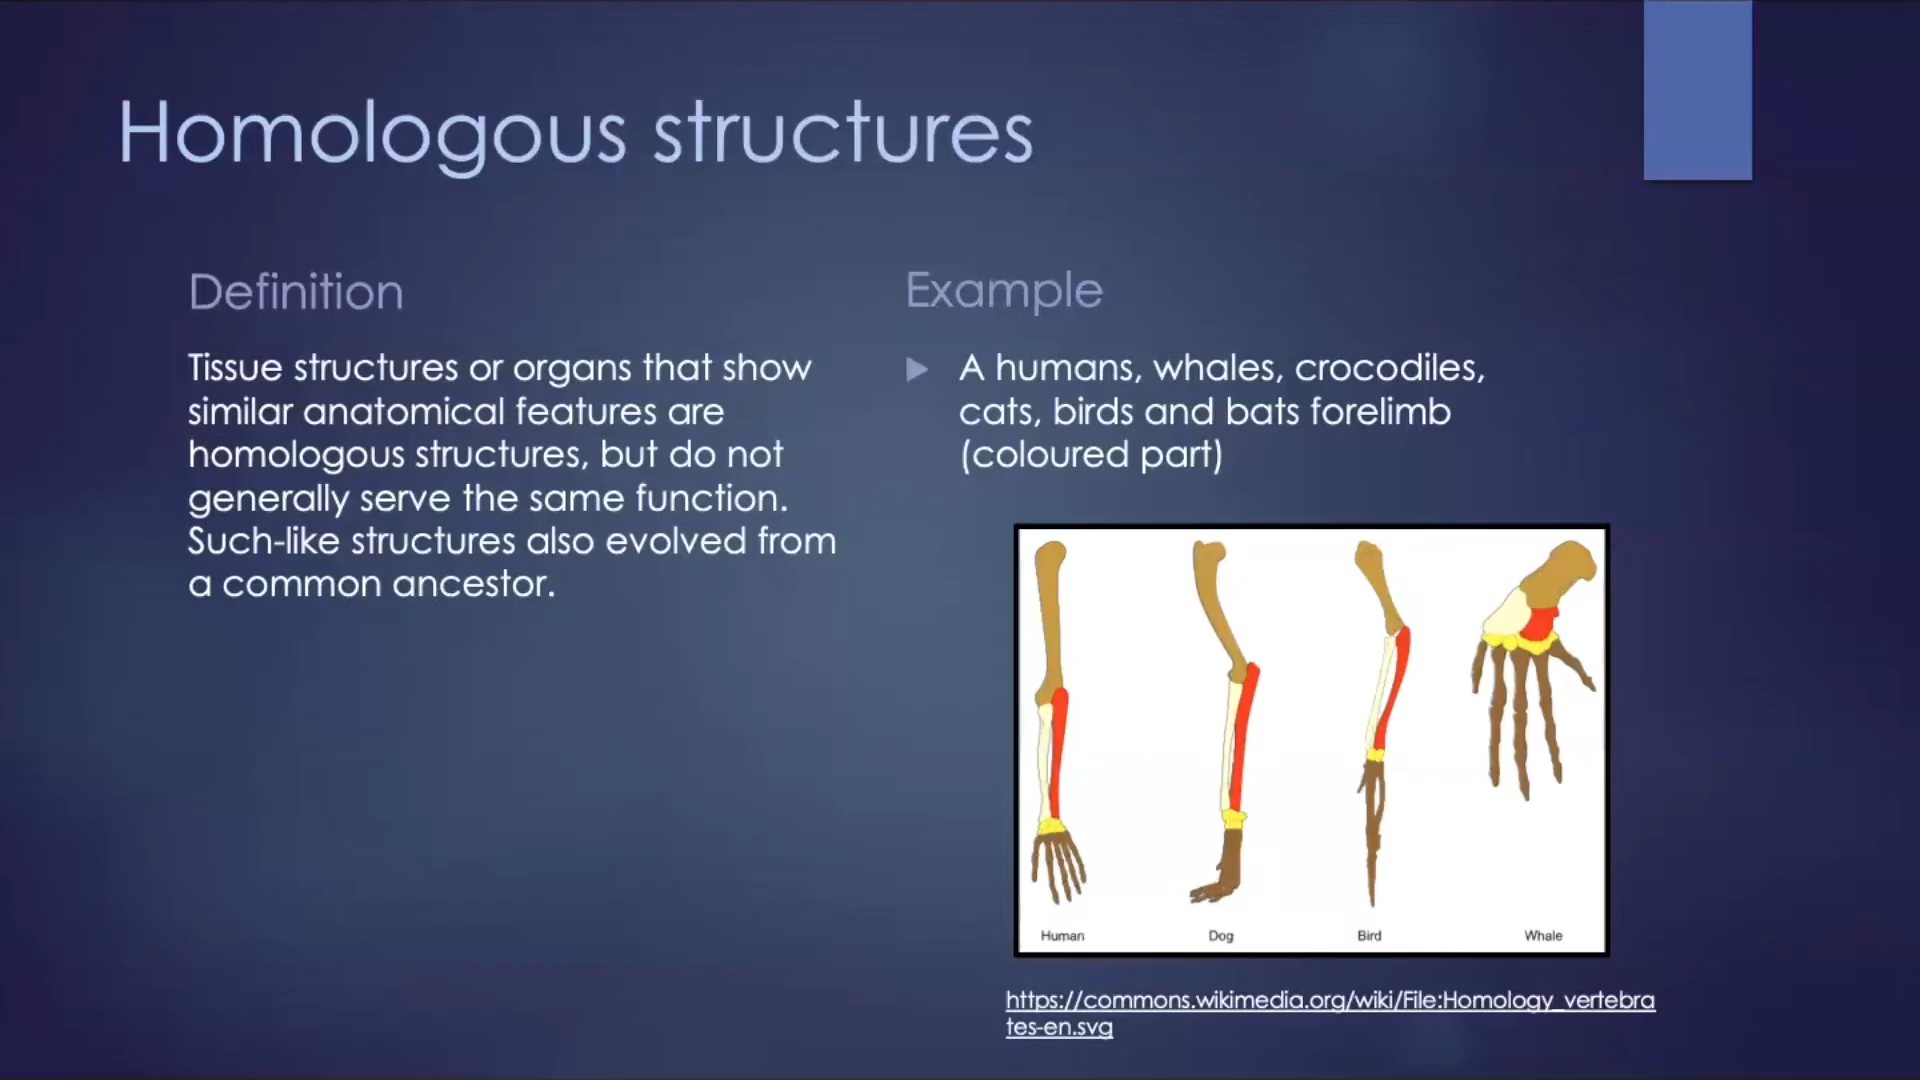 Homologous structures
Definition
Tissue structures or organs that show
similar anatomical features are
homologous structures, but do not
generally serve the same function.
Such-like structures also evolved from
a common ancestor.
Example
A humans, whales, crocodiles,
cats, birds and bats forelimb
(coloured part)
Human
Dog
Bird
Whale
https://commons.wikimedia.org/wiki/File:Homology_vertebra
tes-en.svg